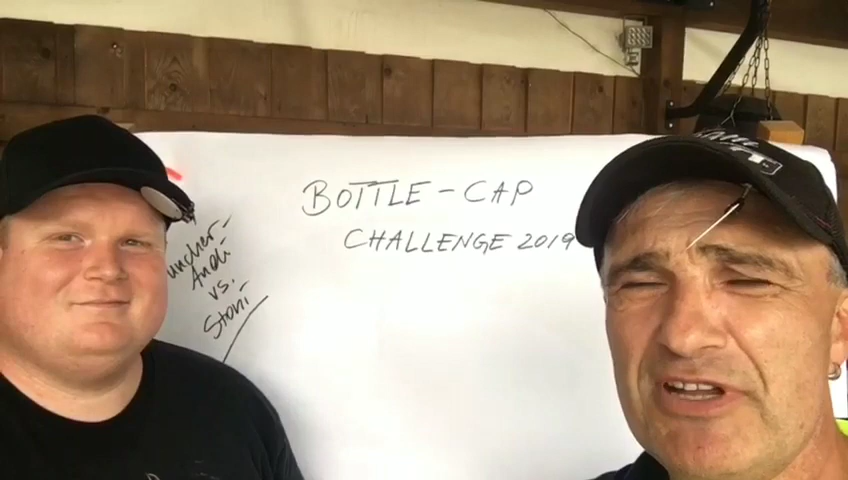 BOTTLE-CAP
CHALLENGE 2019
Andi
vs.
Stoni